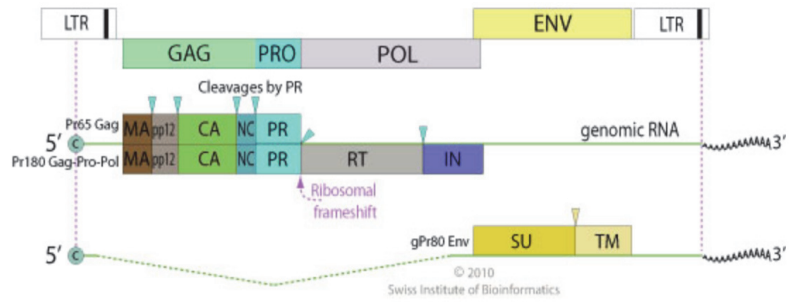 LTR ENV LTR
GAG PRO POL
Cleavages by PR
Pr65 Gag MA pp12 CA NC PR genomic RNA
5' C 3'
Pr180 Gag-Pro-Pol MA pp12 CA NC PR RT IN
Ribosomal
frameshift
gPr80 Env SU TM
5' C 3'
© 2010
Swiss Institute of Bioinformatics